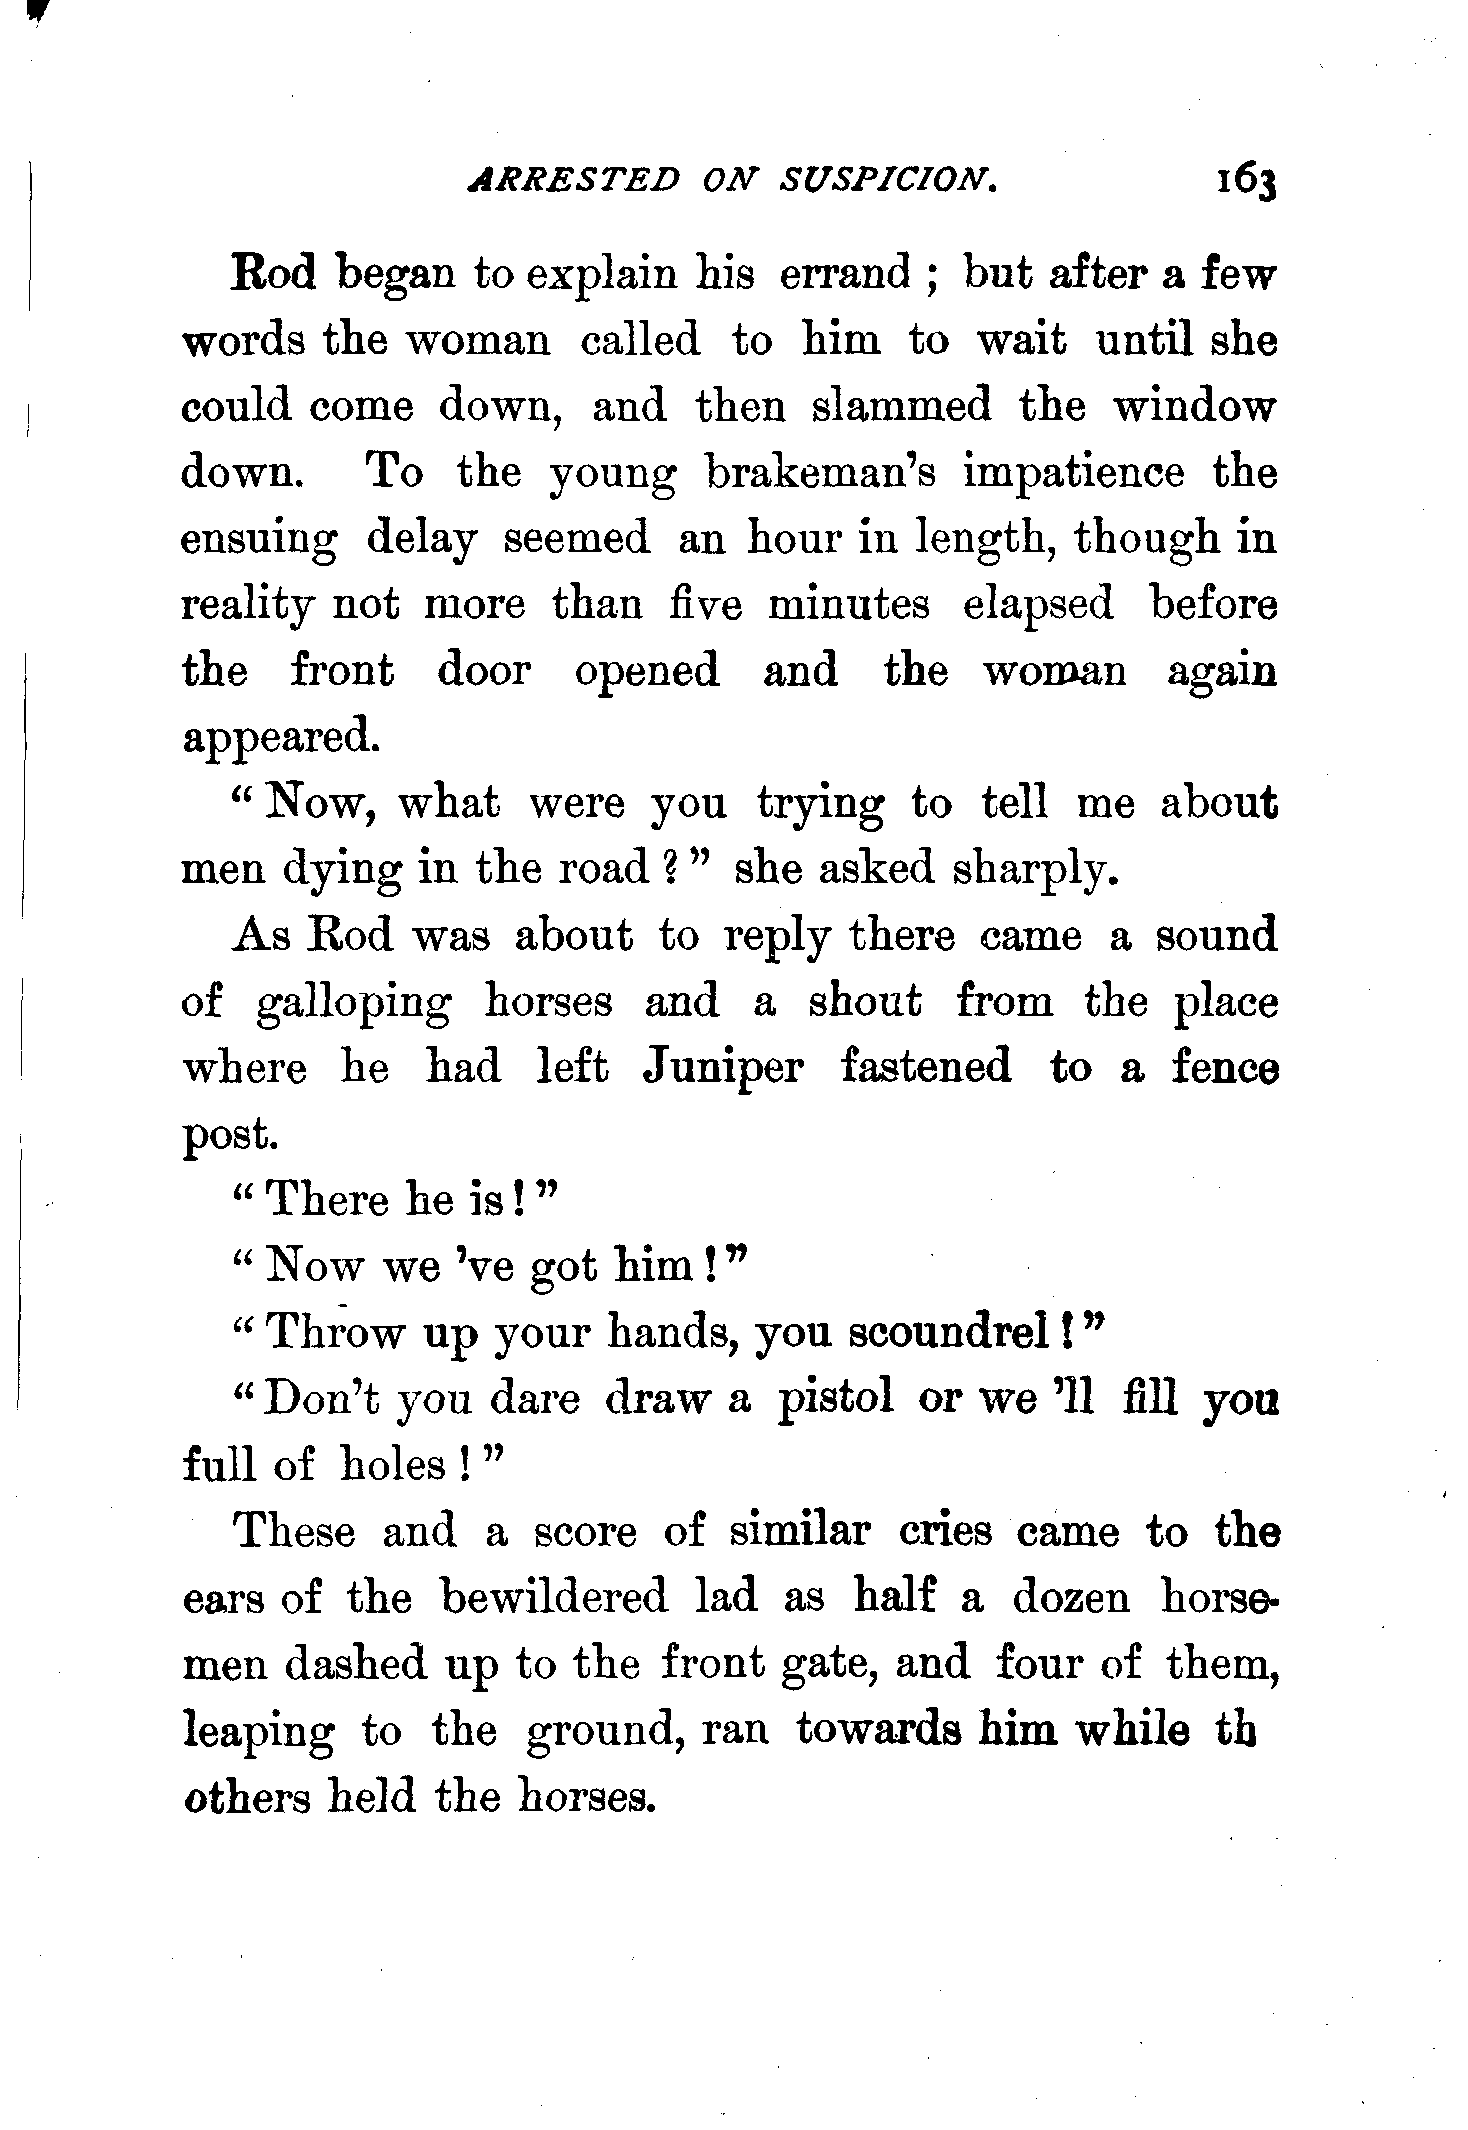 ARRESTED ON SUSPICION. 163
Rod began to explain his errand ; but after a few
words the woman called to him to wait until she
could come down, and then slammed the window
down. To the young brakeman's impatience the
ensuing delay seemed an hour in length, though in
reality not more than five minutes elapsed before
the front door opened and the woman again
appeared.
“ Now, what were you trying to tell me about
men dying in the road ? ” she asked sharply.
As Rod was about to reply there came a sound
of galloping horses and a shout from the place
where he had left Juniper fastened to a fence
post.
“ There he is ! ”
“ Now we 've got him ! ”
“ Throw up your hands, you scoundrel ! ”
“ Don't you dare draw a pistol or we 'll fill you
full of holes ! ”
These and a score of similar cries came to the
ears of the bewildered lad as half a dozen horse-
men dashed up to the front gate, and four of them,
leaping to the ground, ran towards him while th
others held the horses.